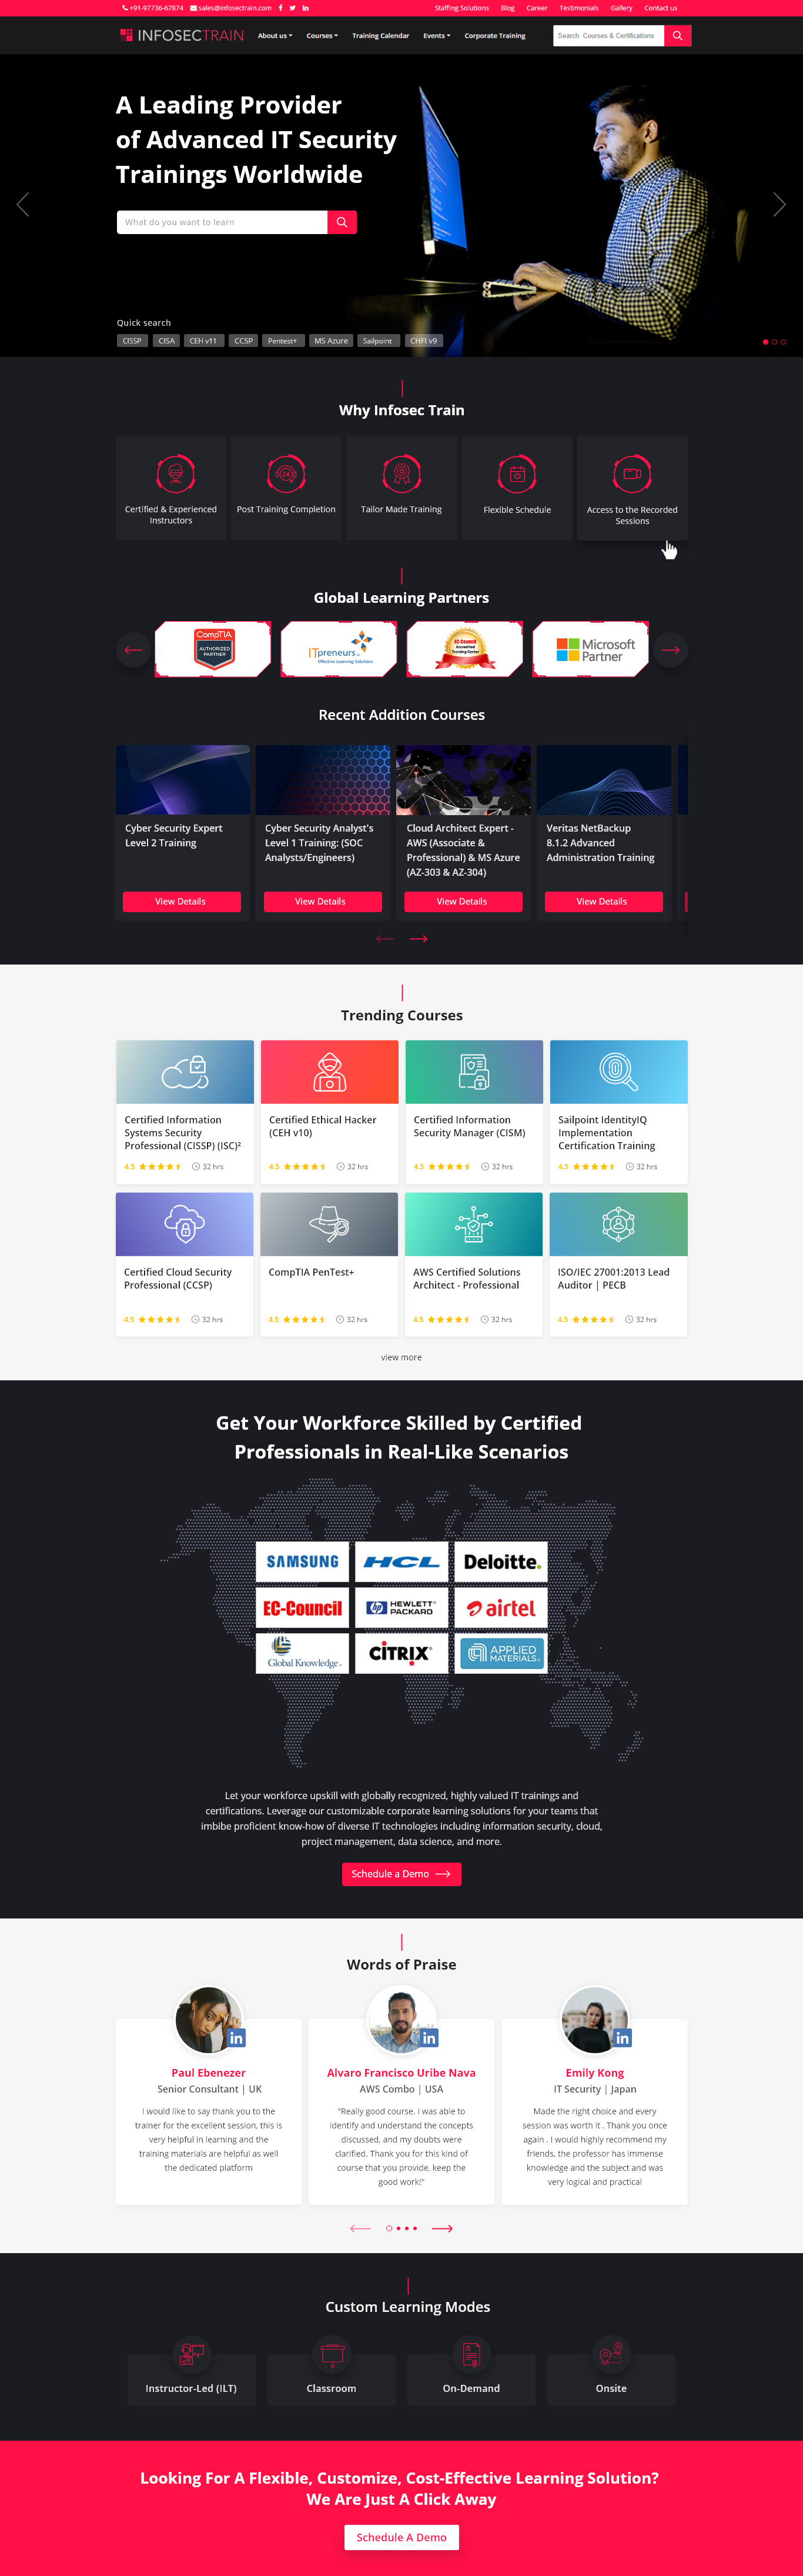 +91-97736-67874 sales@infosectrain.com
Staffing Solutions Blog Career Testimonials Gallery Contact us
INFOSECTRAIN About us Courses Training Calendar Events Corporate Training Search Courses & Certifications
A Leading Provider
of Advanced IT Security
Trainings Worldwide
What do you want to learn
Quick search
CISSP CISA CEH v11 CCSP Pentest+ MS Azure Sailpoint CHFI v9
Why Infosec Train
Certified & Experienced
Instructors
24
Post Training Completion
Tailor Made Training
Flexible Schedule
Access to the Recorded
Sessions
Global Learning Partners
CompTIA
AUTHORIZED
PARTNER
ITpreneurs
Effective Learning Solutions
EC-Council
Accredited
Training Center
Microsoft
Partner
Recent Addition Courses
Cyber Security Expert
Level 2 Training
View Details
Cyber Security Analyst's
Level 1 Training: (SOC
Analysts/Engineers)
View Details
Cloud Architect Expert -
AWS (Associate &
Professional) & MS Azure
(AZ-303 & AZ-304)
View Details
Veritas NetBackup
8.1.2 Advanced
Administration Training
View Details
Trending Courses
Certified Information
Systems Security
Professional (CISSP) (ISC)²
4.5 32 hrs
Certified Ethical Hacker
(CEH v10)
4.5 32 hrs
Certified Information
Security Manager (CISM)
4.5 32 hrs
Sailpoint IdentityIQ
Implementation
Certification Training
4.5 32 hrs
Certified Cloud Security
Professional (CCSP)
4.5 32 hrs
CompTIA PenTest+
4.5 32 hrs
AWS Certified Solutions
Architect - Professional
4.5 32 hrs
ISO/IEC 27001:2013 Lead
Auditor | PECB
4.5 32 hrs
view more
Get Your Workforce Skilled by Certified
Professionals in Real-Like Scenarios
SAMSUNG HCL Deloitte.
EC-Council hp HEWLETT PACKARD airtel
Global Knowledge. CITRIX APPLIED MATERIALS
Let your workforce upskill with globally recognized, highly valued IT trainings and
certifications. Leverage our customizable corporate learning solutions for your teams that
imbibe proficient know-how of diverse IT technologies including information security, cloud,
project management, data science, and more.
Schedule a Demo
Words of Praise
in
Paul Ebenezer
Senior Consultant | UK
I would like to say thank you to the
trainer for the excellent session, this is
very helpful in learning and the
training materials are helpful as well
the dedicated platform
in
Alvaro Francisco Uribe Nava
AWS Combo | USA
"Really good course. I was able to
identify and understand the concepts
discussed, and my doubts were
clarified. Thank you for this kind of
course that you provide, keep the
good work!"
in
Emily Kong
IT Security | Japan
Made the right choice and every
session was worth it . Thank you once
again . I would highly recommend my
friends, the professor has immense
knowledge and the subject and was
very logical and practical
Custom Learning Modes
Instructor-Led (ILT)
Classroom
On-Demand
Onsite
Looking For A Flexible, Customize, Cost-Effective Learning Solution?
We Are Just A Click Away
Schedule A Demo